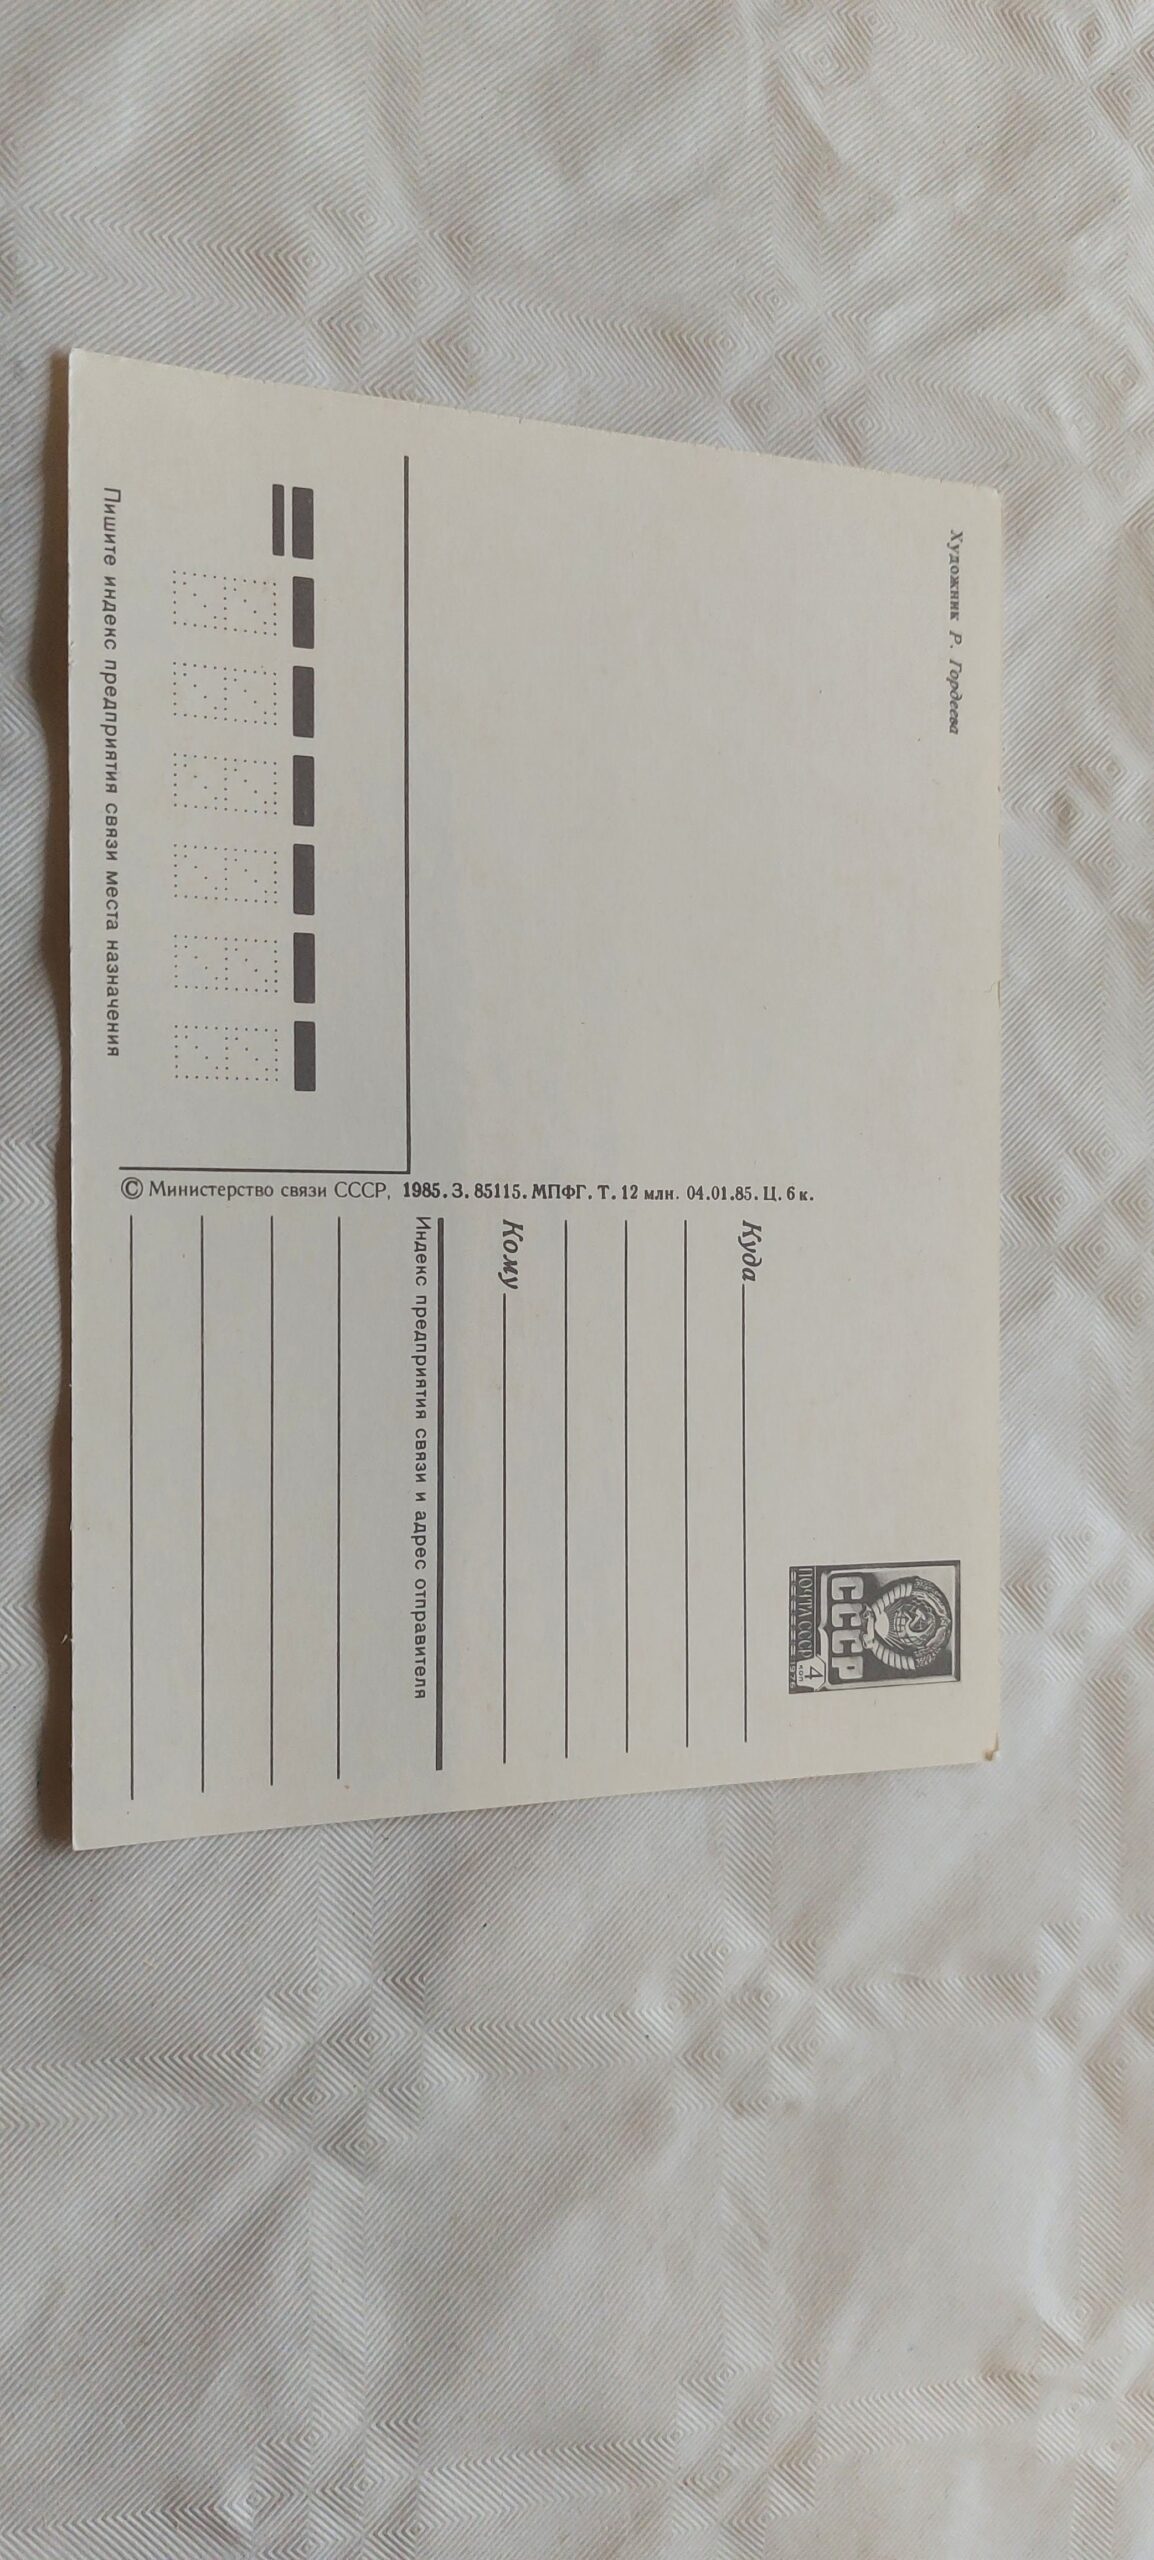 Художник Р. Гордеева
СССР
ПОЧТА СССР
4
коп
1976
Куда
Кому
Индекс предприятия связи и адрес отправителя
© Министерство связи СССР, 1985. З. 85115. МПФГ. Т. 12 млн. 04.01.85. Ц. 6 к.
Пишите индекс предприятия связи места назначения